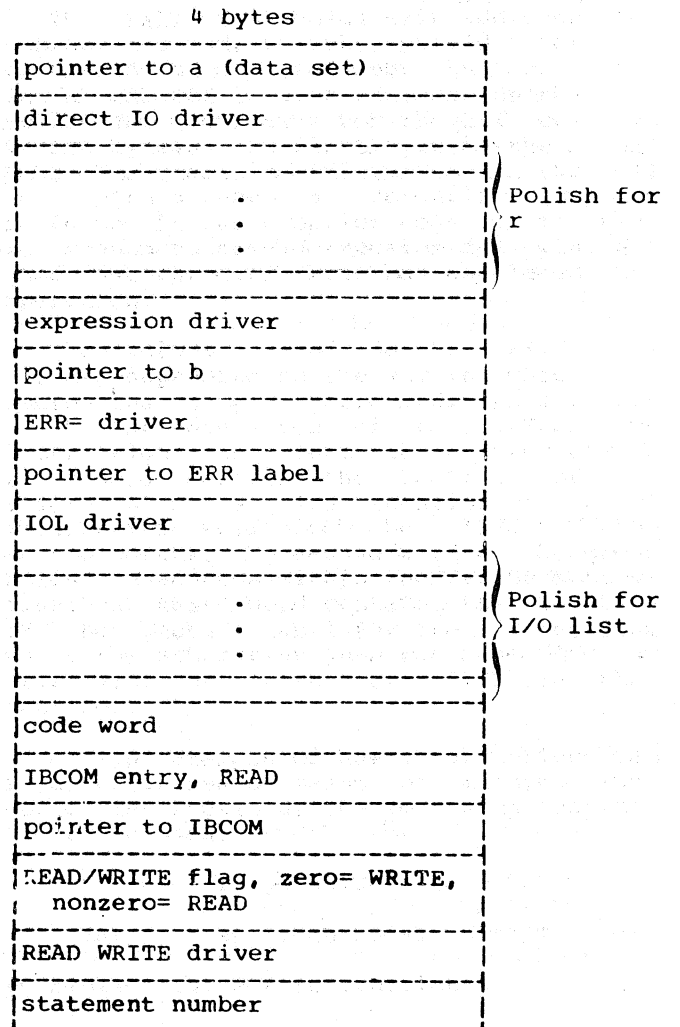 4 bytes
pointer to a (data set)
direct IO driver
.
.
.
Polish for
r
expression driver
pointer to b
ERR= driver
pointer to ERR label
IOL driver
.
.
.
Polish for
I/O list
code word
IBCOM entry, READ
pointer to IBCOM
READ/WRITE flag, zero= WRITE,
nonzero= READ
READ WRITE driver
statement number